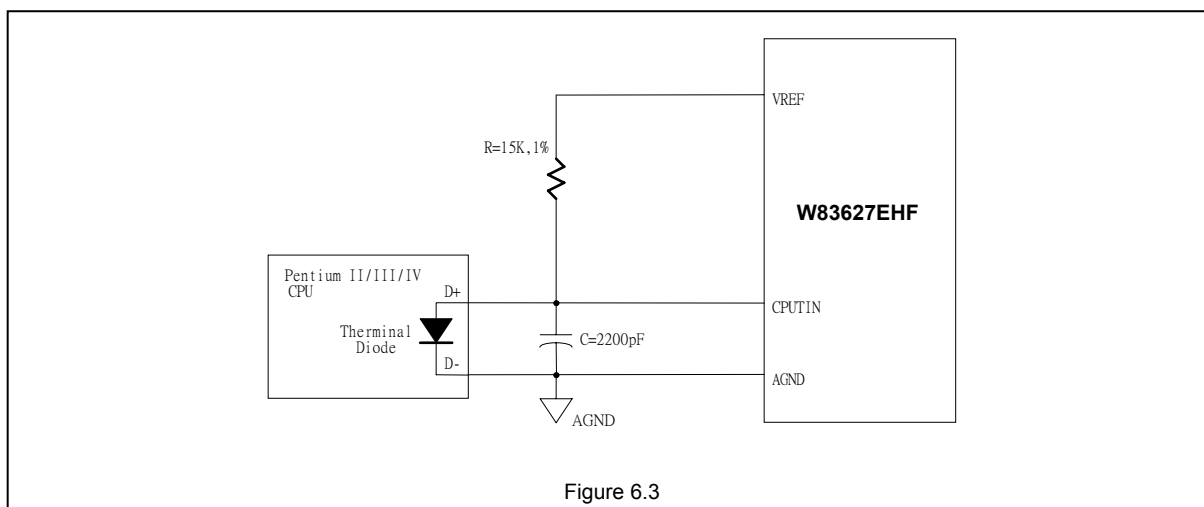 VREF
R=15K,1%
W83627EHF
Pentium II/III/IV
CPU
D+
CPUTIN
Therminal
Diode
C=2200pF
D-
AGND
AGND
Figure 6.3